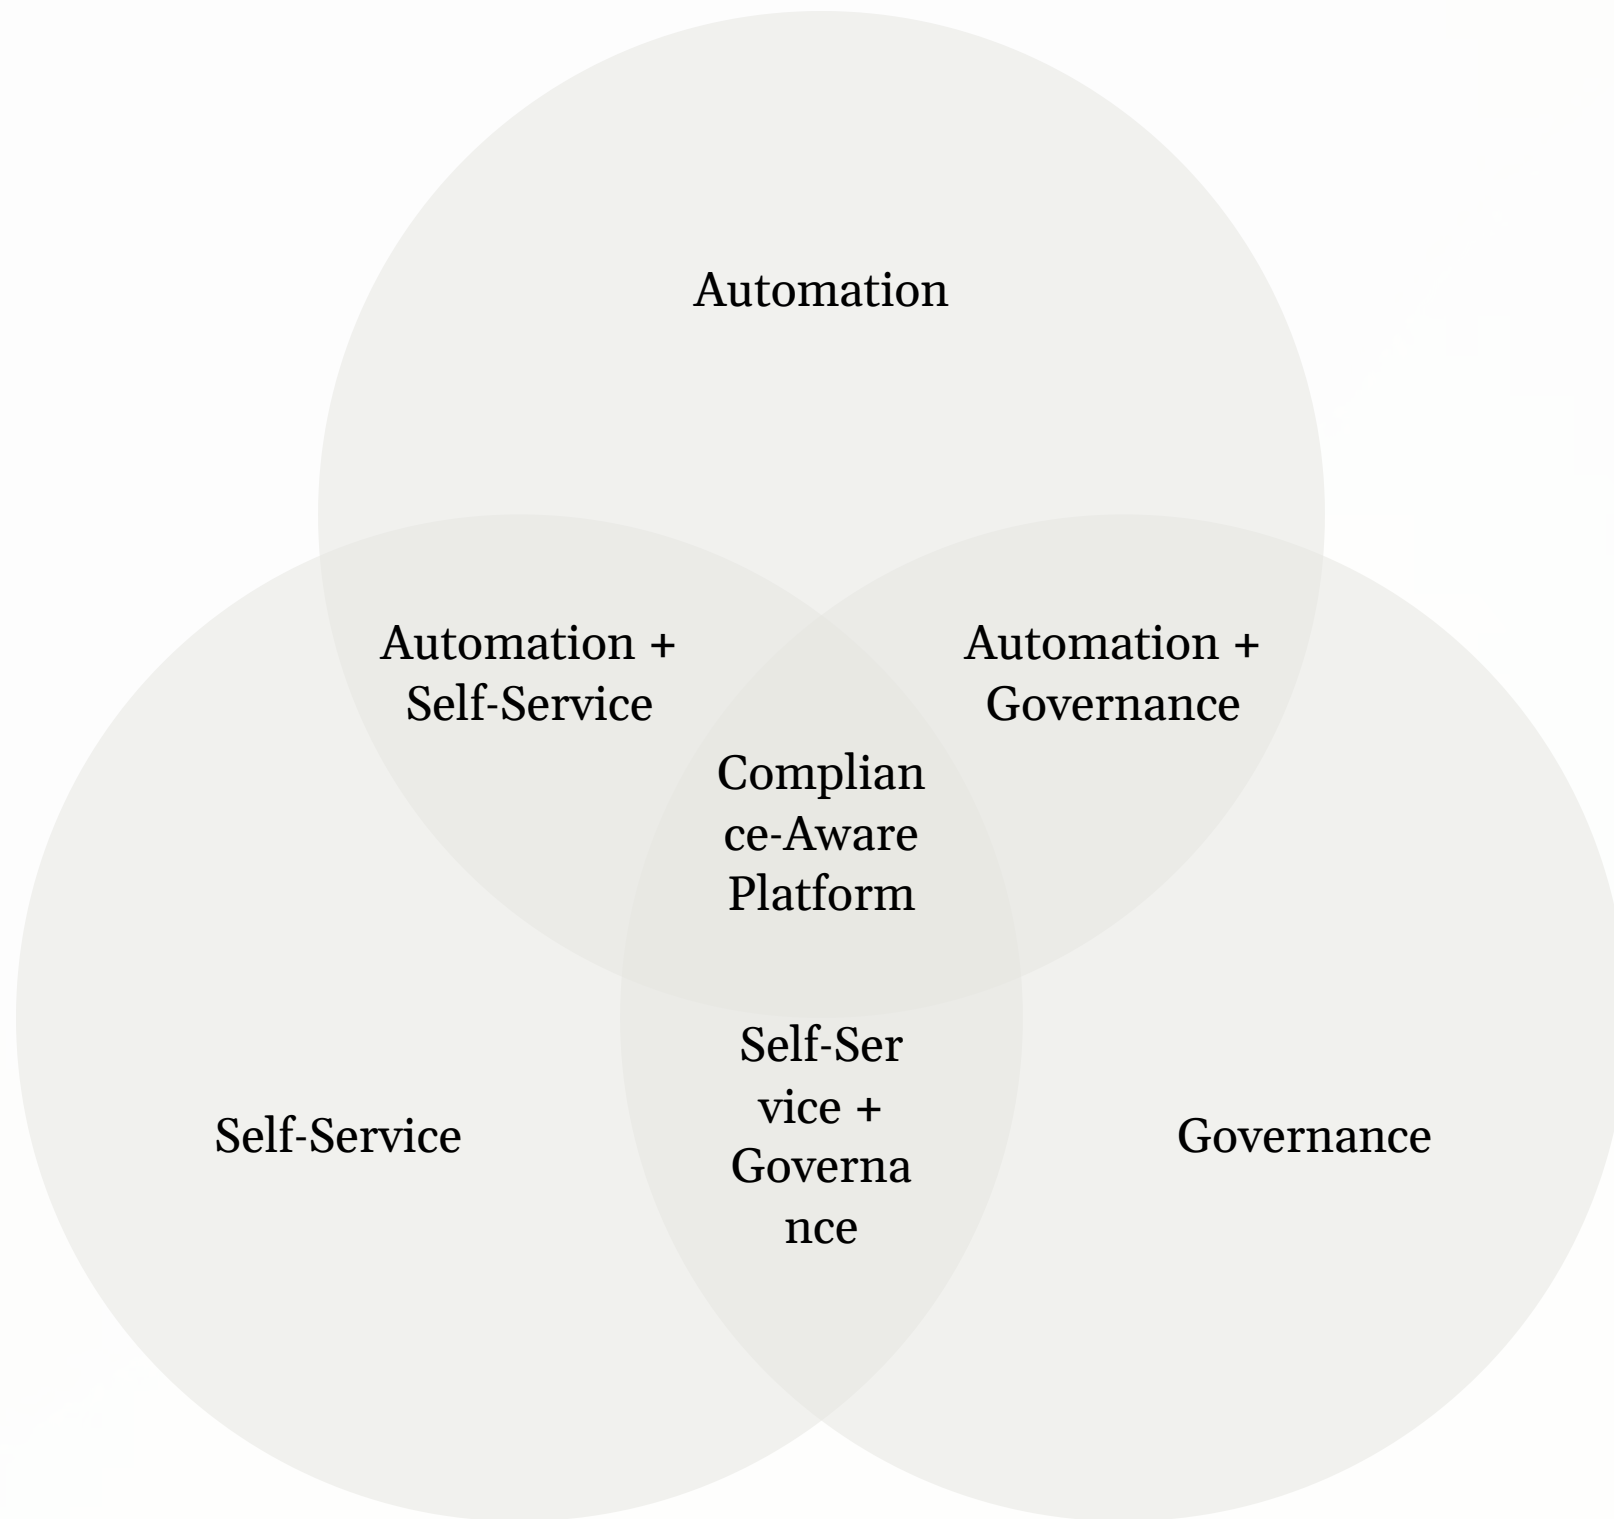 Automation
Automation +
Self-Service
Automation +
Governance
Complian
ce-Aware
Platform
Self-Service
Self-Ser
vice +
Governa
nce
Governance